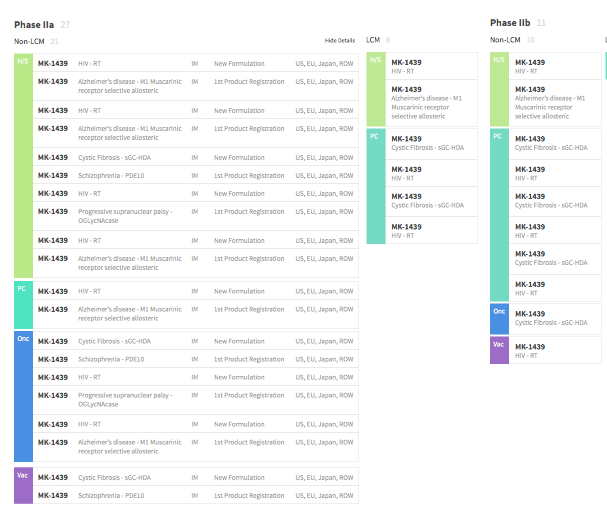 Phase IIa 27
Non-LCM 21
Hide Details
H/S
MK-1439 HIV - RT IM New Formulation US, EU, Japan, ROW
MK-1439 Alzheimer's disease - M1 Muscarinic IM 1st Product Registration US, EU, Japan, ROW
receptor selective allosteric
MK-1439 HIV - RT IM New Formulation US, EU, Japan, ROW
MK-1439 Alzheimer's disease - M1 Muscarinic IM 1st Product Registration US, EU, Japan, ROW
receptor selective allosteric
MK-1439 Cystic Fibrosis - sGC-HDA IM New Formulation US, EU, Japan, ROW
MK-1439 Schizophrenia - PDE10 IM 1st Product Registration US, EU, Japan, ROW
MK-1439 HIV - RT IM New Formulation US, EU, Japan, ROW
MK-1439 Progressive supranuclear palsy - IM 1st Product Registration US, EU, Japan, ROW
OGLycNAcase
MK-1439 HIV - RT IM New Formulation US, EU, Japan, ROW
MK-1439 Alzheimer's disease - M1 Muscarinic IM 1st Product Registration US, EU, Japan, ROW
receptor selective allosteric
PC
MK-1439 HIV - RT IM New Formulation US, EU, Japan, ROW
MK-1439 Alzheimer's disease - M1 Muscarinic IM 1st Product Registration US, EU, Japan, ROW
receptor selective allosteric
Onc
MK-1439 Cystic Fibrosis - sGC-HDA IM New Formulation US, EU, Japan, ROW
MK-1439 Schizophrenia - PDE10 IM 1st Product Registration US, EU, Japan, ROW
MK-1439 HIV - RT IM New Formulation US, EU, Japan, ROW
MK-1439 Progressive supranuclear palsy - IM 1st Product Registration US, EU, Japan, ROW
OGLycNAcase
MK-1439 HIV - RT IM New Formulation US, EU, Japan, ROW
MK-1439 Alzheimer's disease - M1 Muscarinic IM 1st Product Registration US, EU, Japan, ROW
receptor selective allosteric
Vac
MK-1439 Cystic Fibrosis - sGC-HDA IM New Formulation US, EU, Japan, ROW
MK-1439 Schizophrenia - PDE10 IM 1st Product Registration US, EU, Japan, ROW
LCM 6
H/S
MK-1439
HIV - RT
MK-1439
Alzheimer's disease - M1
Muscarinic receptor
selective allosteric
PC
MK-1439
Cystic Fibrosis - sGC-HDA
MK-1439
HIV - RT
MK-1439
Cystic Fibrosis - sGC-HDA
MK-1439
HIV - RT
Phase IIb 11
Non-LCM 10
H/S
MK-1439
HIV - RT
MK-1439
Alzheimer's disease - M1
Muscarinic receptor
selective allosteric
PC
MK-1439
Cystic Fibrosis - sGC-HDA
MK-1439
HIV - RT
MK-1439
Cystic Fibrosis - sGC-HDA
MK-1439
HIV - RT
MK-1439
Cystic Fibrosis - sGC-HDA
MK-1439
HIV - RT
Onc
MK-1439
Cystic Fibrosis - sGC-HDA
Vac
MK-1439
HIV - RT